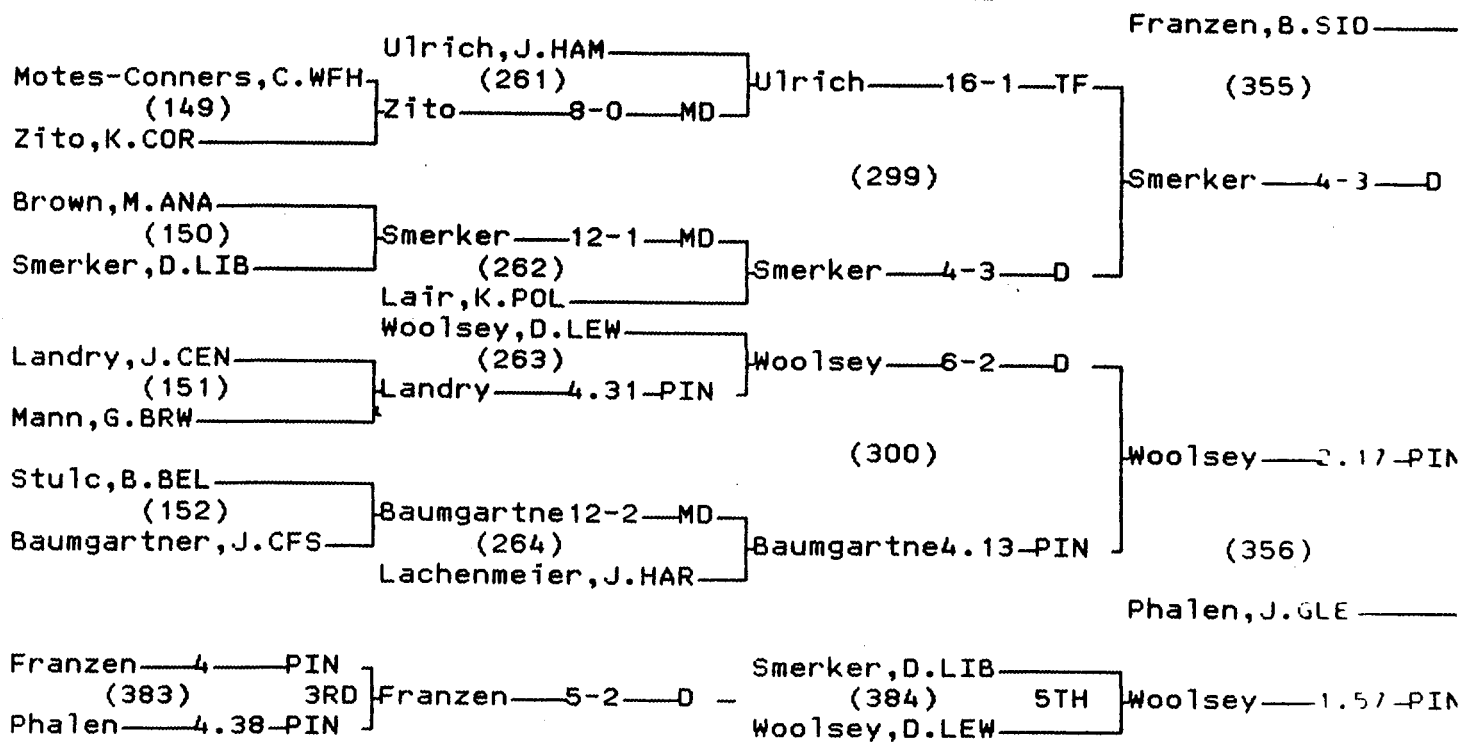 Franzen,B.SIO
Ulrich,J.HAM
Motes-Conners,C.WFH (261) Ulrich 16-1 TF (355)
(149) Zito 8-0 MD
Zito,K.COR
(299) Smerker 4-3 D
Brown,M.ANA
(150) Smerker 12-1 MD
Smerker,D.LIB (262) Smerker 4-3 D
Lair,K.POL
Woolsey,D.LEW
Landry,J.CEN (263) Woolsey 6-2 D
(151) Landry 4.31 PIN
Mann,G.BRW
(300) Woolsey 2.17 PIN
Stulc,B.BEL
(152) Baumgartne 12-2 MD
Baumgartner,J.CFS (264) Baumgartne 4.13 PIN (356)
Lachenmeier,J.HAR
Phalen,J.GLE
Franzen 4 PIN Smerker,D.LIB
(383) 3RD Franzen 5-2 D (384) 5TH Woolsey 1.57 PIN
Phalen 4.38 PIN Woolsey,D.LEW